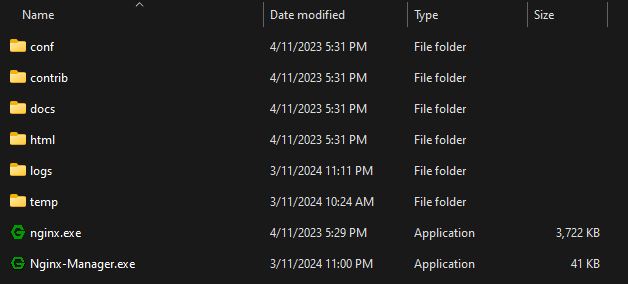 Name Date modified Type Size
conf 4/11/2023 5:31 PM File folder
contrib 4/11/2023 5:31 PM File folder
docs 4/11/2023 5:31 PM File folder
html 4/11/2023 5:31 PM File folder
logs 3/11/2024 11:11 PM File folder
temp 3/11/2024 10:24 AM File folder
nginx.exe 4/11/2023 5:29 PM Application 3,722 KB
Nginx-Manager.exe 3/11/2024 11:00 PM Application 41 KB